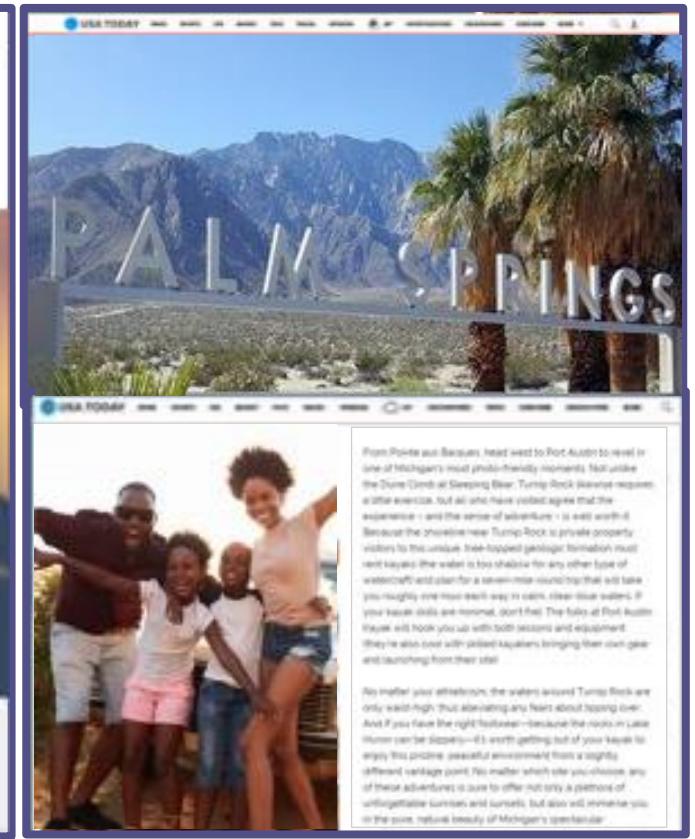 USA TODAY
PALM SPRINGS
USA TODAY
From Pointe aux Barques, head west to Port Austin to revel in
one of Michigan's most photo-friendly moments. Not unlike
the Dune Climb at Sleeping Bear, Turnip Rock likewise requires
a little exercise, but all who have visited agree that the
experience – and the sense of adventure – is well worth it.
Because the shoreline near Turnip Rock is private property
visitors to this unique, tree-topped geologic formation must
rent kayaks (the water is too shallow for any other type of
watercraft) and plan for a seven-mile round trip that will take
you roughly one hour each way in calm, clear-blue waters. If
your kayak skills are minimal, don't fret. The folks at Port Austin
Kayak will hook you up with both lessons and equipment
they're also cool with skilled kayakers bringing their own gear
and launching from their site!
No matter your athleticism, the waters around Turnip Rock are
only waist-high, thus alleviating any fears about tipping over.
And if you have the right footwear—because the rocks in Lake
Huron can be slippery—it's worth getting out of your kayak to
enjoy this pristine, peaceful environment from a slightly
different vantage point. No matter which site you choose, any
of these adventures is sure to offer not only a plethora of
unforgettable sunrises and sunsets, but also will immerse you
in the pure, natural beauty of Michigan's spectacular